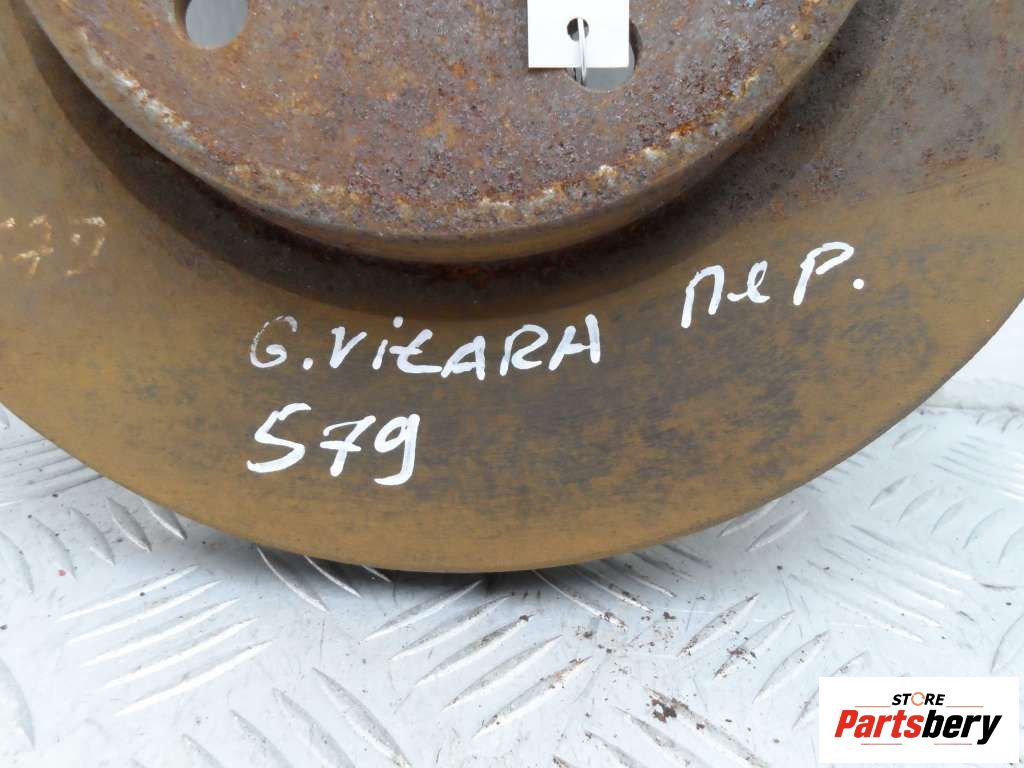 G. VitARA пер.
579
STORE
Partsbery